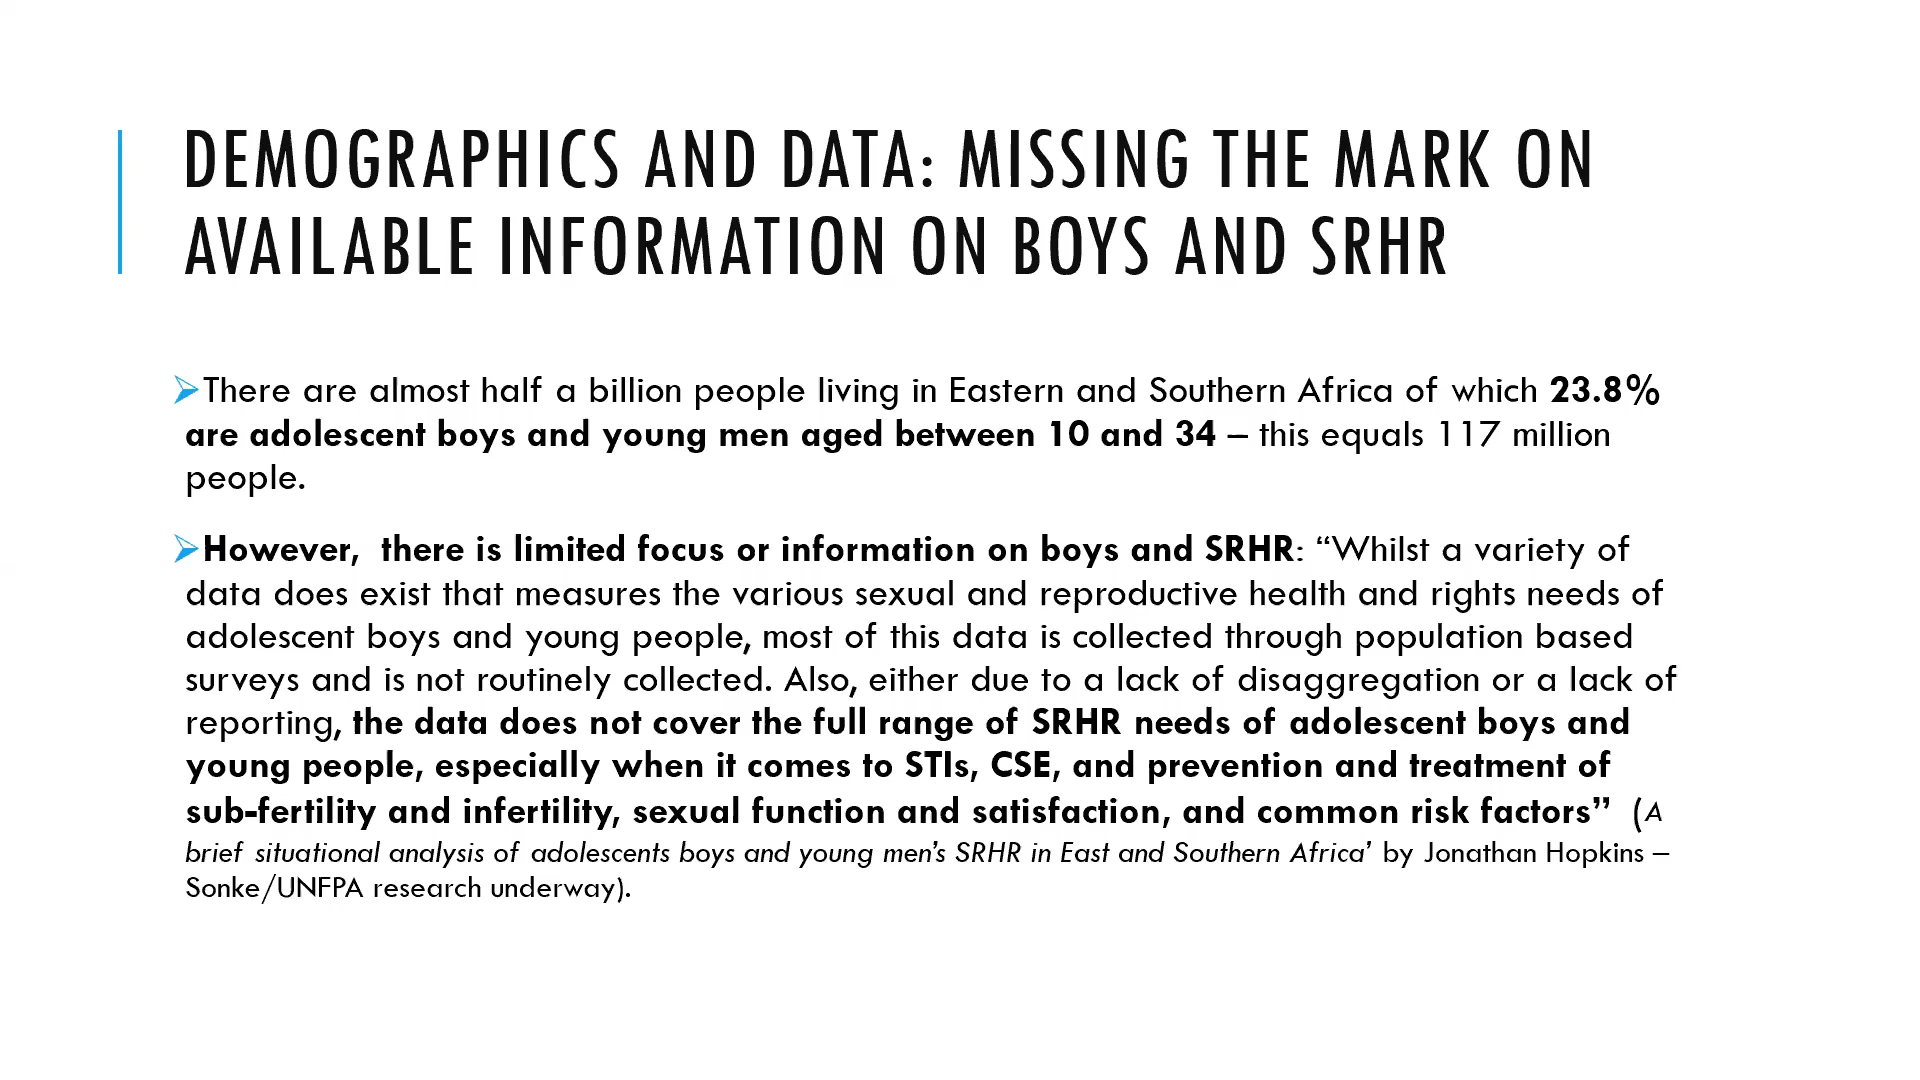 DEMOGRAPHICS AND DATA: MISSING THE MARK ON
AVAILABLE INFORMATION ON BOYS AND SRHR
There are almost half a billion people living in Eastern and Southern Africa of which 23.8%
are adolescent boys and young men aged between 10 and 34 – this equals 117 million
people.
However,  there is limited focus or information on boys and SRHR: “Whilst a variety of
data does exist that measures the various sexual and reproductive health and rights needs of
adolescent boys and young people, most of this data is collected through population based
surveys and is not routinely collected. Also, either due to a lack of disaggregation or a lack of
reporting, the data does not cover the full range of SRHR needs of adolescent boys and
young people, especially when it comes to STIs, CSE, and prevention and treatment of
sub-fertility and infertility, sexual function and satisfaction, and common risk factors”  (A
brief situational analysis of adolescents boys and young men’s SRHR in East and Southern Africa’ by Jonathan Hopkins –
Sonke/UNFPA research underway).